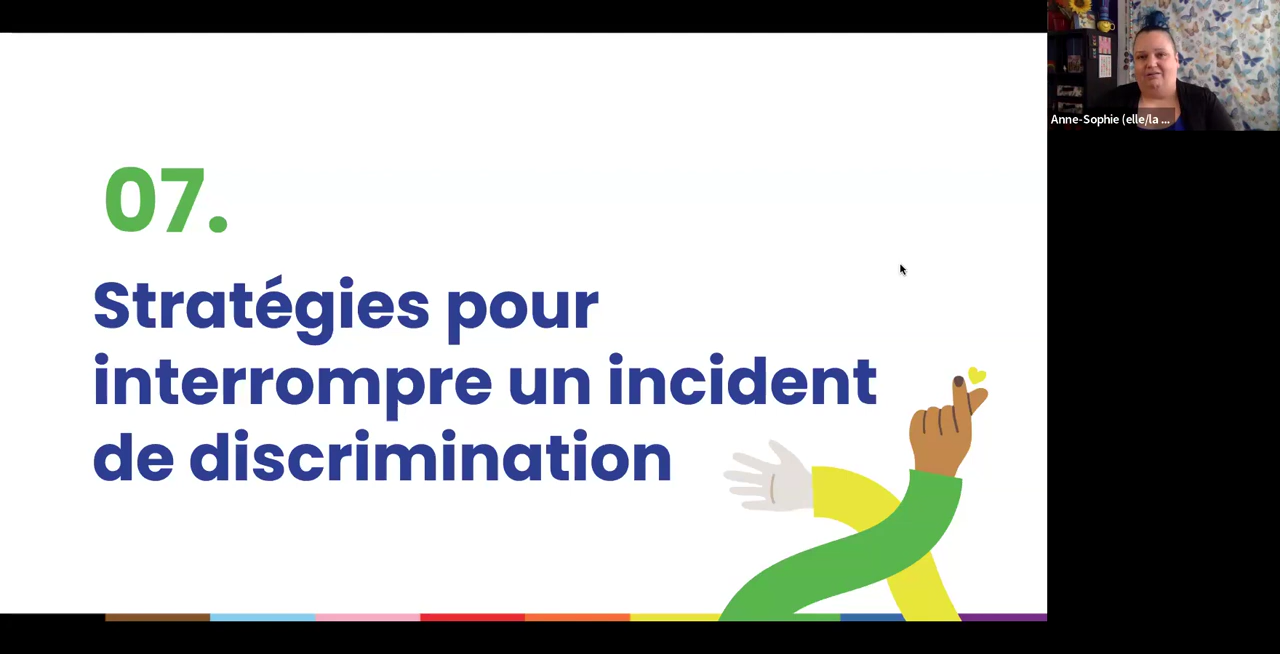 07.
Stratégies pour
interrompre un incident
de discrimination
Anne-Sophie (elle/la ...